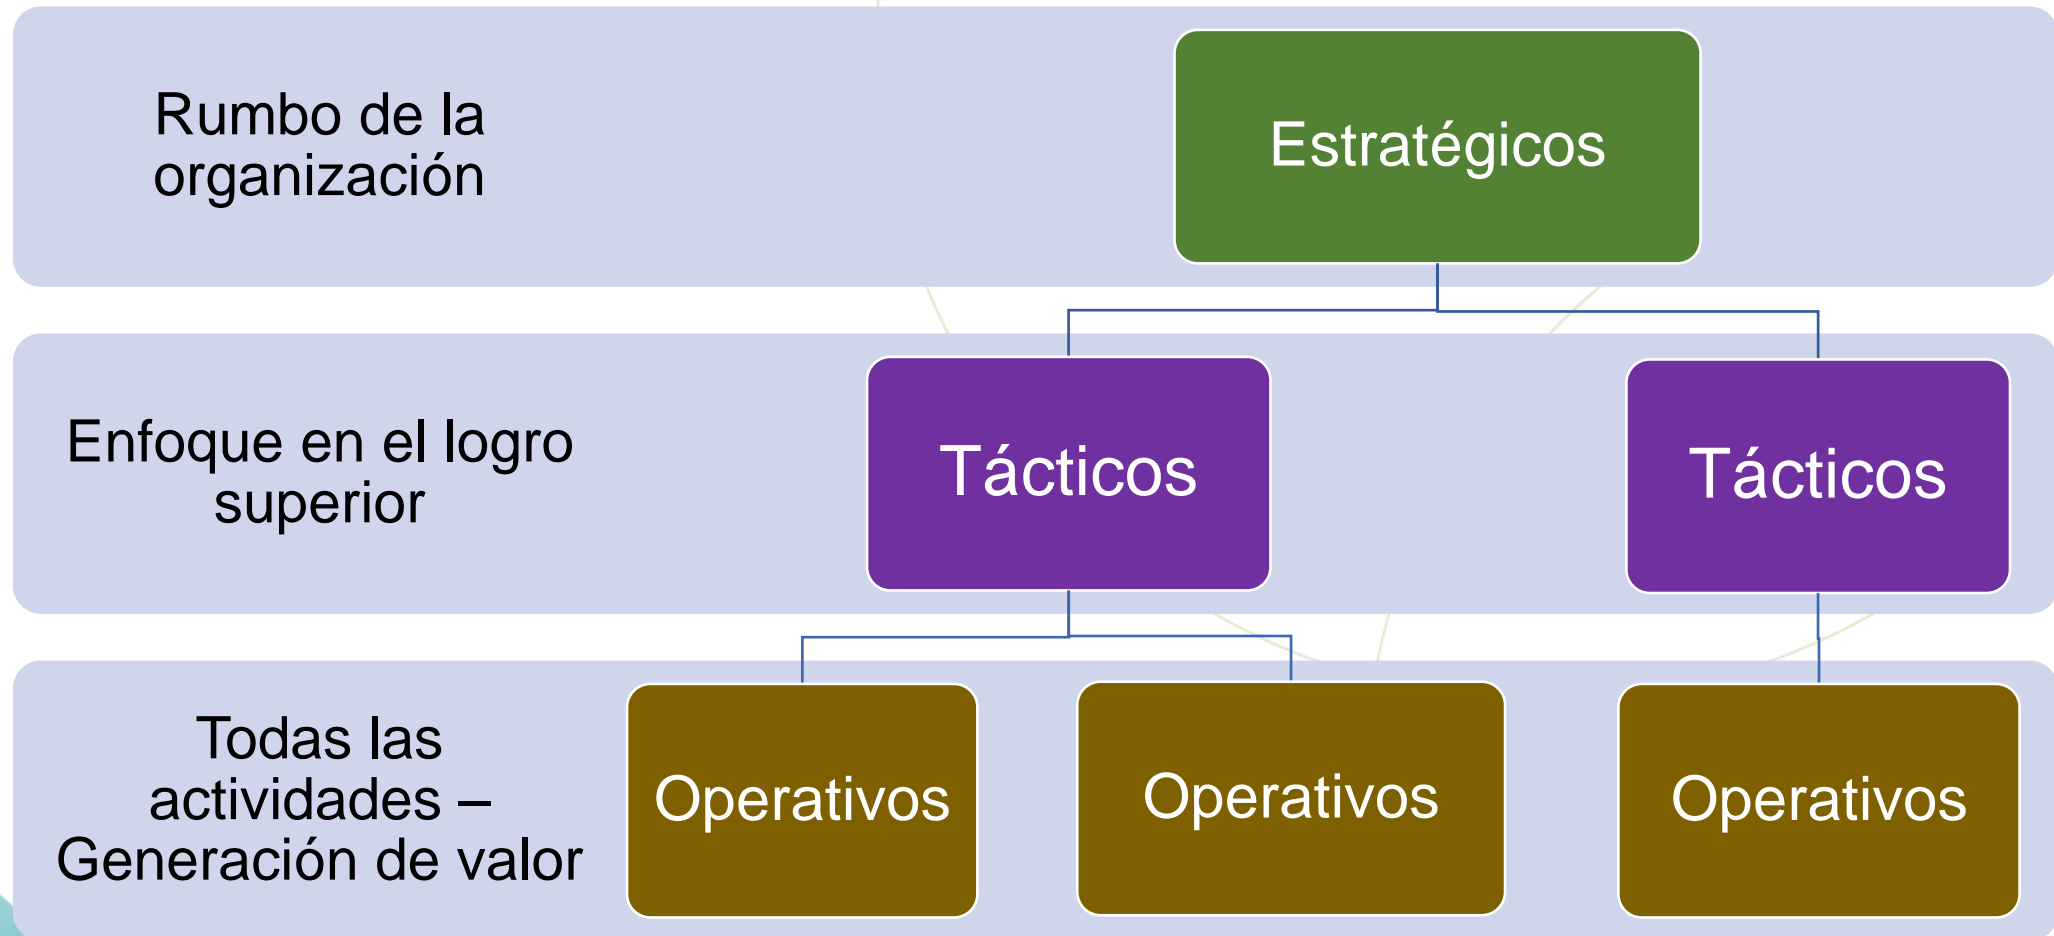 Rumbo de la
organización
Estratégicos
Enfoque en el logro
superior
Tácticos
Tácticos
Todas las
actividades –
Generación de valor
Operativos
Operativos
Operativos